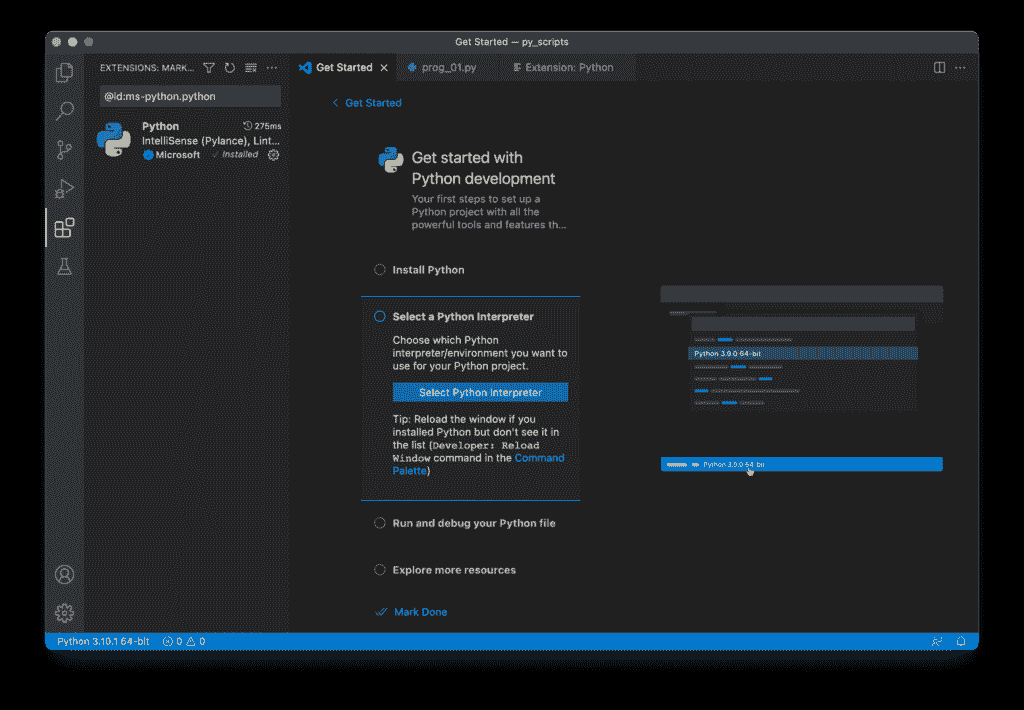 Get Started — py_scripts
EXTENSIONS: MARK...
Get Started
prog_01.py
Extension: Python
@id:ms-python.python
Python
275ms
IntelliSense (Pylance), Lint...
Microsoft
Installed
Get Started
Get started with
Python development
Your first steps to set up a
Python project with all the
powerful tools and features th...
Install Python
Select a Python Interpreter
Choose which Python
interpreter/environment you want to
use for your Python project.
Select Python Interpreter
Tip: Reload the window if you
installed Python but don't see it in
the list (Developer: Reload
Window command in the Command
Palette)
Python 3.9.0 64-bit
Python 3.9.0 64-bit
Run and debug your Python file
Explore more resources
Mark Done
Python 3.10.1 64-bit 0 0